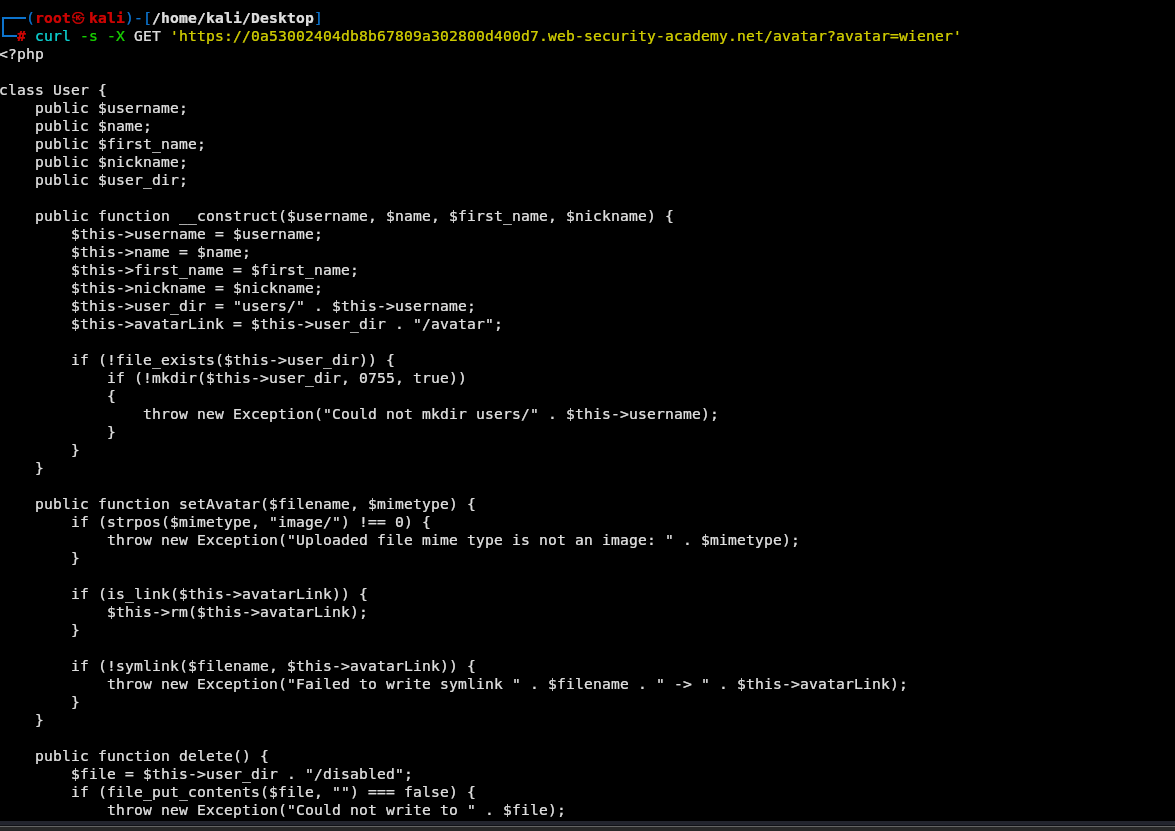 ┌──(root㉿kali)-[/home/kali/Desktop]
└─# curl -s -X GET 'https://0a53002404db8b67809a302800d400d7.web-security-academy.net/avatar?avatar=wiener'
<?php

class User {
    public $username;
    public $name;
    public $first_name;
    public $nickname;
    public $user_dir;

    public function __construct($username, $name, $first_name, $nickname) {
        $this->username = $username;
        $this->name = $name;
        $this->first_name = $first_name;
        $this->nickname = $nickname;
        $this->user_dir = "users/" . $this->username;
        $this->avatarLink = $this->user_dir . "/avatar";

        if (!file_exists($this->user_dir)) {
            if (!mkdir($this->user_dir, 0755, true))
            {
                throw new Exception("Could not mkdir users/" . $this->username);
            }
        }
    }

    public function setAvatar($filename, $mimetype) {
        if (strpos($mimetype, "image/") !== 0) {
            throw new Exception("Uploaded file mime type is not an image: " . $mimetype);
        }

        if (is_link($this->avatarLink)) {
            $this->rm($this->avatarLink);
        }

        if (!symlink($filename, $this->avatarLink)) {
            throw new Exception("Failed to write symlink " . $filename . " -> " . $this->avatarLink);
        }
    }

    public function delete() {
        $file = $this->user_dir . "/disabled";
        if (file_put_contents($file, "") === false) {
            throw new Exception("Could not write to " . $file);